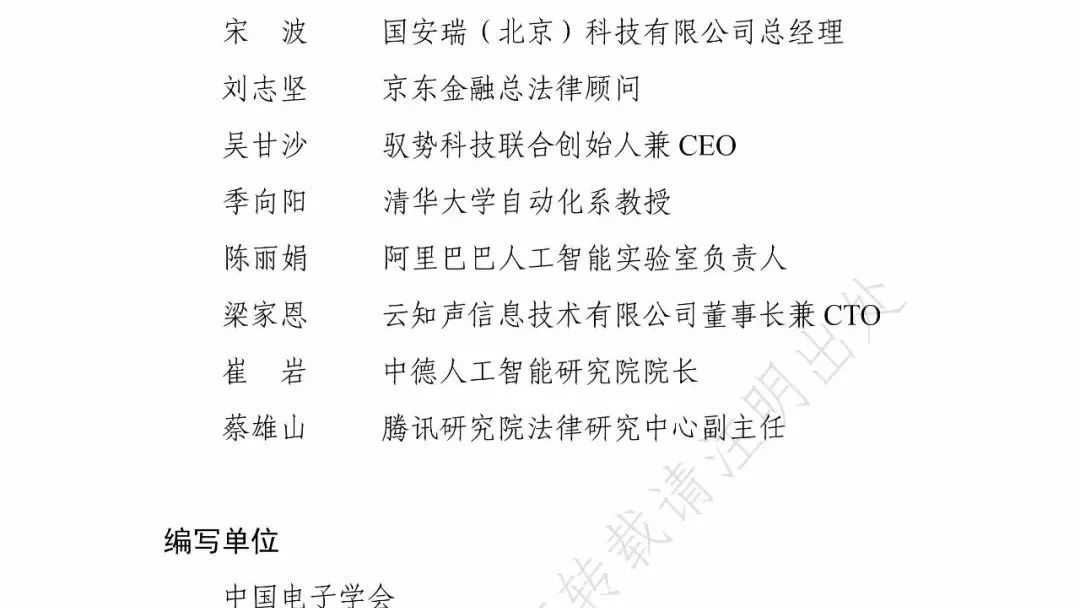 宋　波　　国安瑞（北京）科技有限公司总经理
刘志坚　　京东金融总法律顾问
吴甘沙　　驭势科技联合创始人兼 CEO
季向阳　　清华大学自动化系教授
陈丽娟　　阿里巴巴人工智能实验室负责人
梁家恩　　云知声信息技术有限公司董事长兼 CTO
崔　岩　　中德人工智能研究院院长
蔡雄山　　腾讯研究院法律研究中心副主任
编写单位
中国电子学会
转载请注明出处